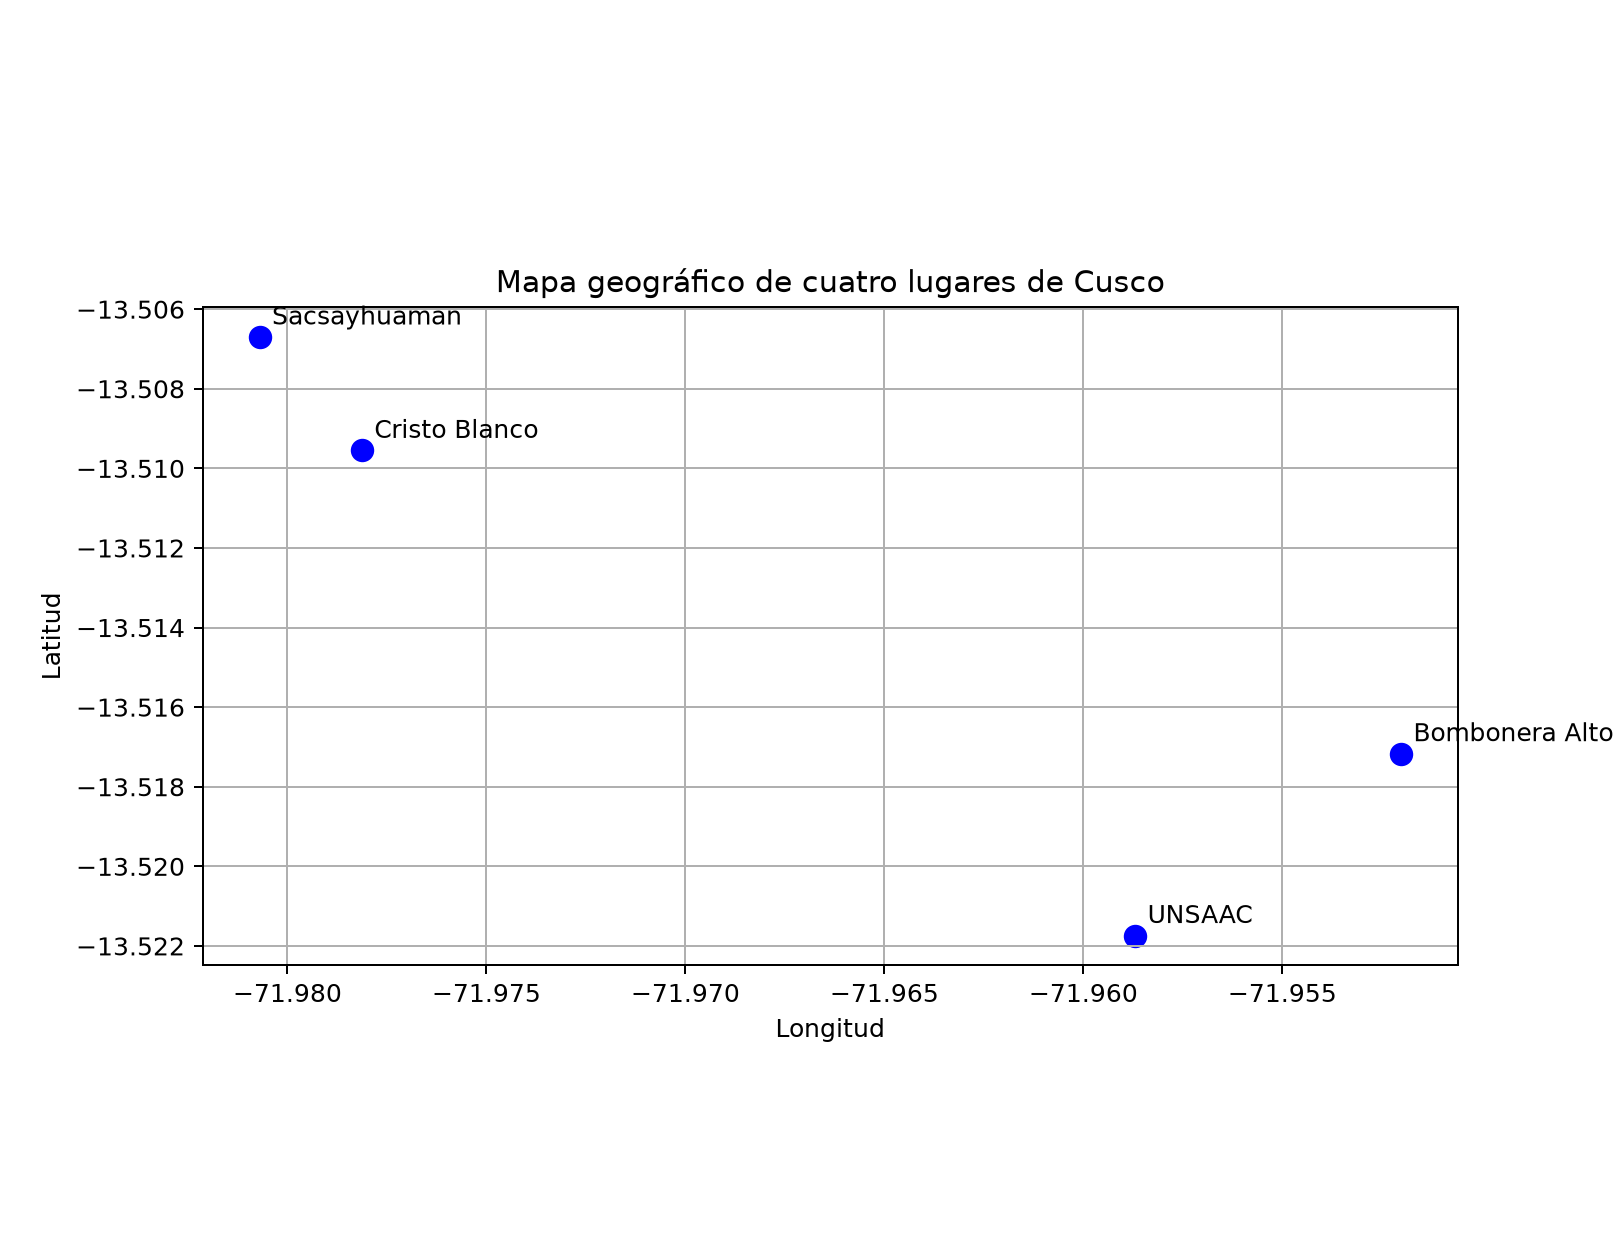 Mapa geográfico de cuatro lugares de Cusco
−13.506
Sacsayhuaman
−13.508
Cristo Blanco
−13.510
−13.512
−13.514
Latitud
−13.516
Bombonera Alto
−13.518
−13.520
UNSAAC
−13.522
−71.980 −71.975 −71.970 −71.965 −71.960 −71.955
Longitud